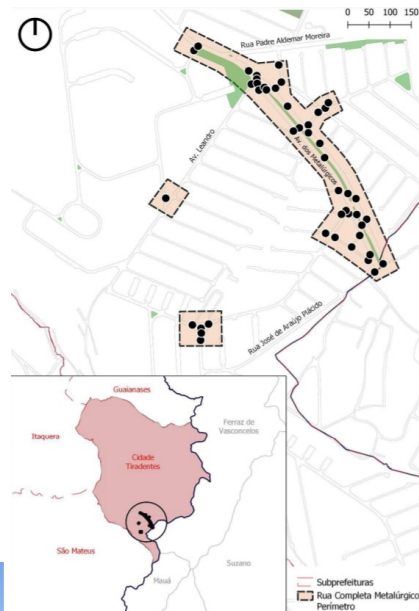 0 50 100 150
Rua Padre Aldemar Moreira
Av. Leandro
Av. dos Metalúrgicos
Rua José de Araújo Plácido
Guaianases
Ferraz de
Vasconcelos
Itaquera
Cidade
Tiradentes
São Mateus
Suzano
Mauá
Subprefeituras
Rua Completa Metalúrgicos
Perímetro